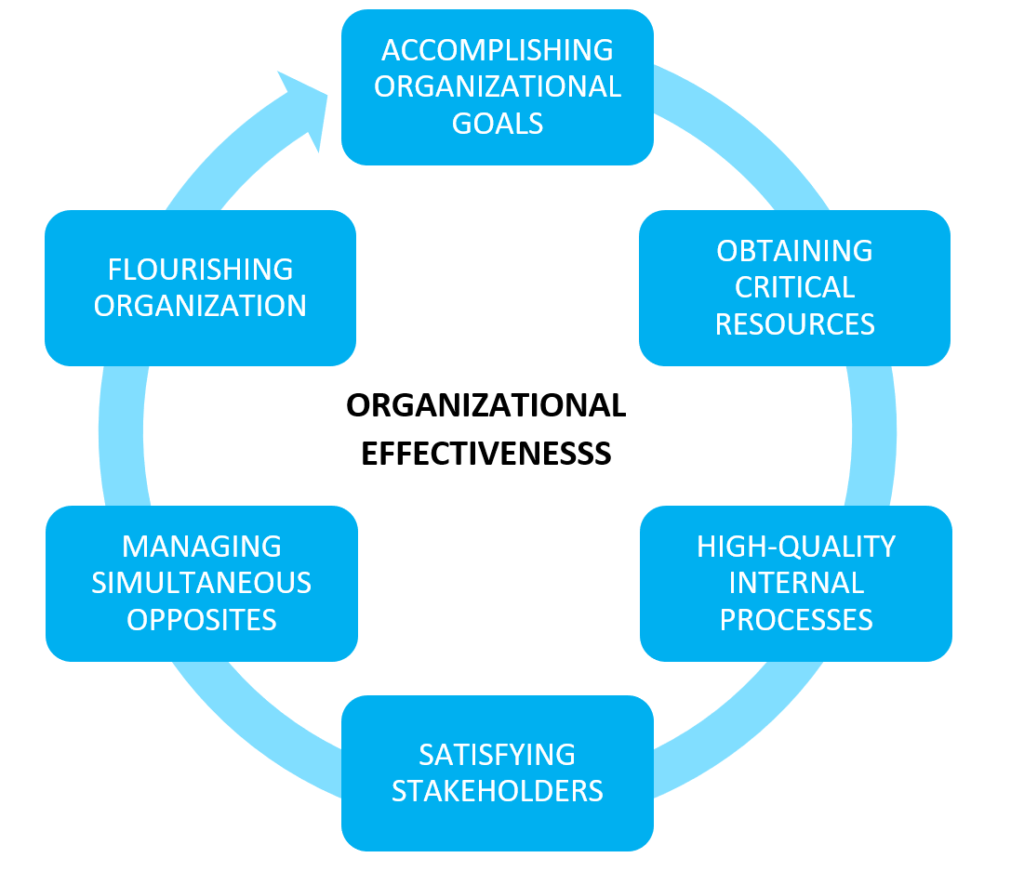 ACCOMPLISHING
ORGANIZATIONAL
GOALS
OBTAINING
CRITICAL
RESOURCES
HIGH-QUALITY
INTERNAL
PROCESSES
SATISFYING
STAKEHOLDERS
MANAGING
SIMULTANEOUS
OPPOSITES
FLOURISHING
ORGANIZATION
ORGANIZATIONAL
EFFECTIVENESSS